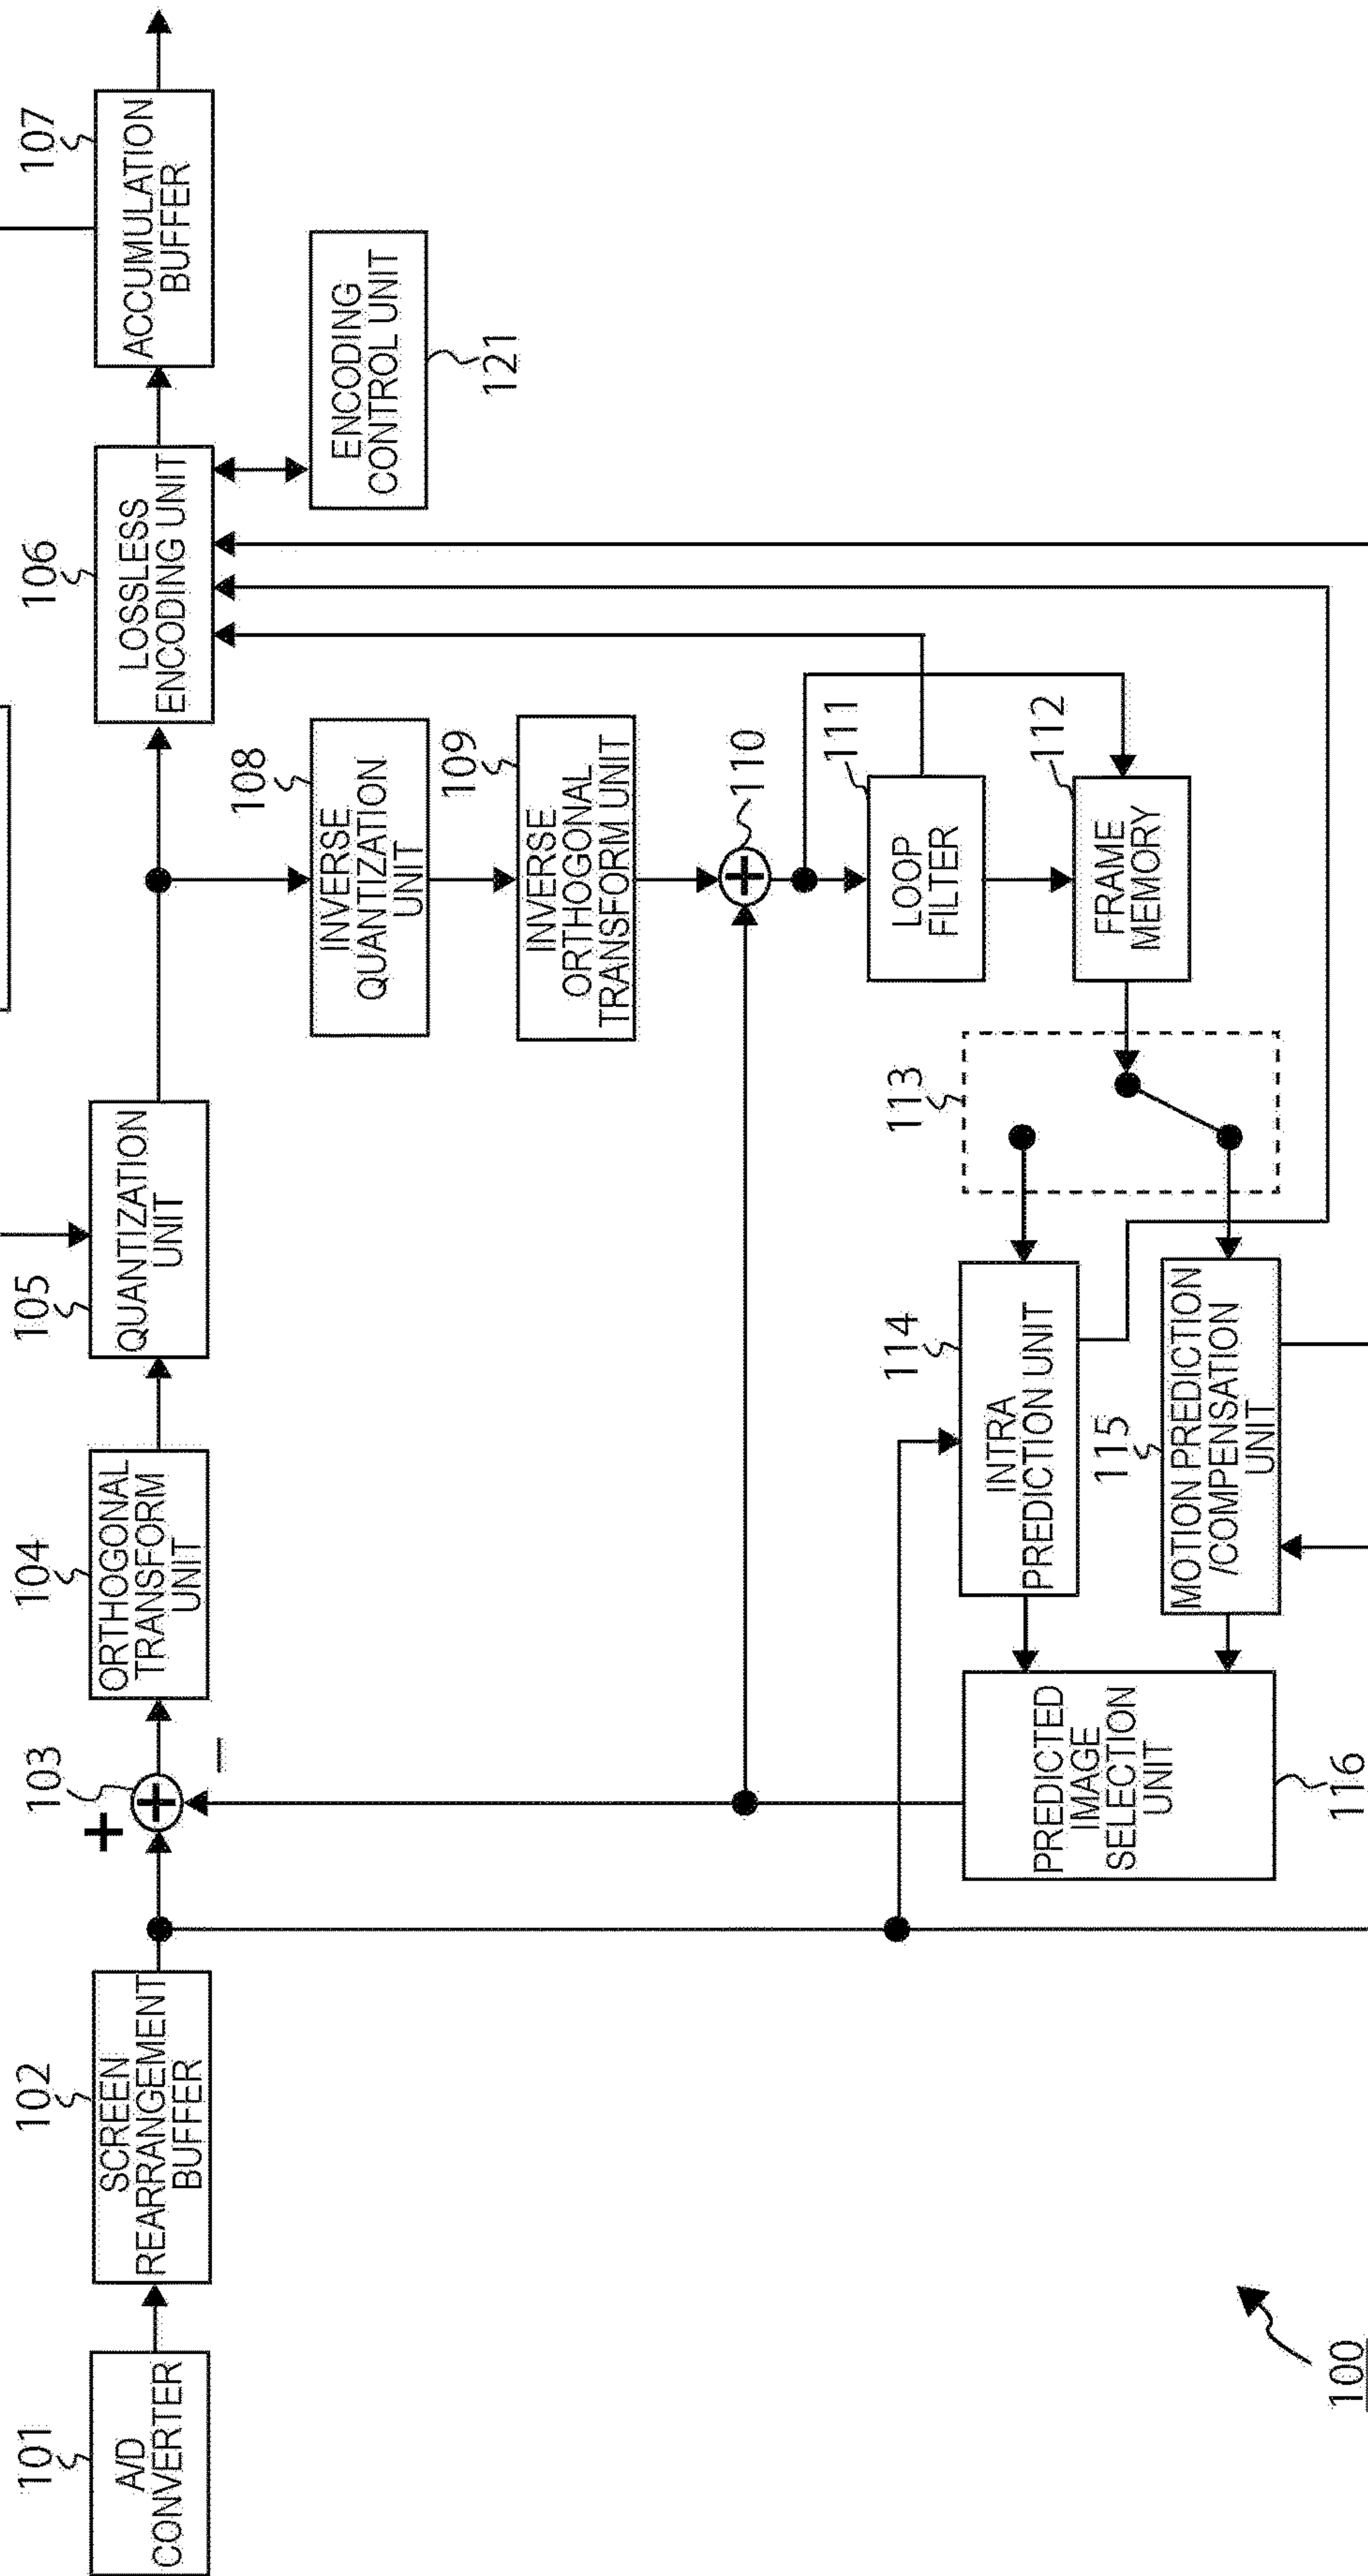 101
A/D
CONVERTER
102
SCREEN
REARRANGEMENT
BUFFER
103
+
−
104
ORTHOGONAL
TRANSFORM
UNIT
105
QUANTIZATION
UNIT
106
LOSSLESS
ENCODING UNIT
107
ACCUMULATION
BUFFER
108
INVERSE
QUANTIZATION
UNIT
ENCODING
CONTROL UNIT
121
109
INVERSE
ORTHOGONAL
TRANSFORM UNIT
110
+
111
LOOP
FILTER
112
FRAME
MEMORY
113
114
INTRA
PREDICTION UNIT
115
MOTION PREDICTION
/COMPENSATION
UNIT
PREDICTED
IMAGE
SELECTION
UNIT
116
100